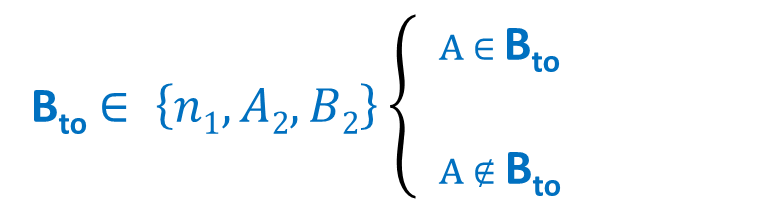 A ∈ B_to
B_to ∈ {n_1, A_2, B_2} {
A ∉ B_to